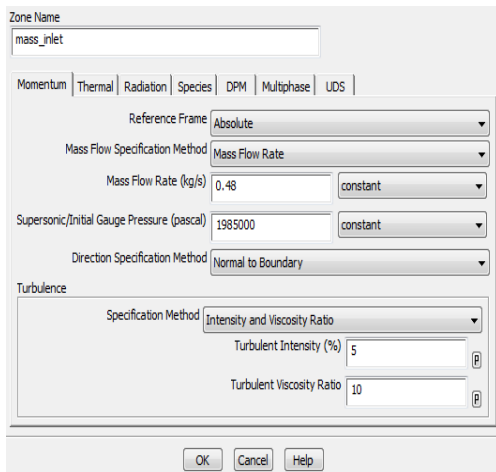 Zone Name
mass_inlet
Momentum Thermal Radiation Species DPM Multiphase UDS
Reference Frame Absolute
Mass Flow Specification Method Mass Flow Rate
Mass Flow Rate (kg/s) 0.48 constant
Supersonic/Initial Gauge Pressure (pascal) 1985000 constant
Direction Specification Method Normal to Boundary
Turbulence
Specification Method Intensity and Viscosity Ratio
Turbulent Intensity (%) 5 P
Turbulent Viscosity Ratio 10 P
OK Cancel Help